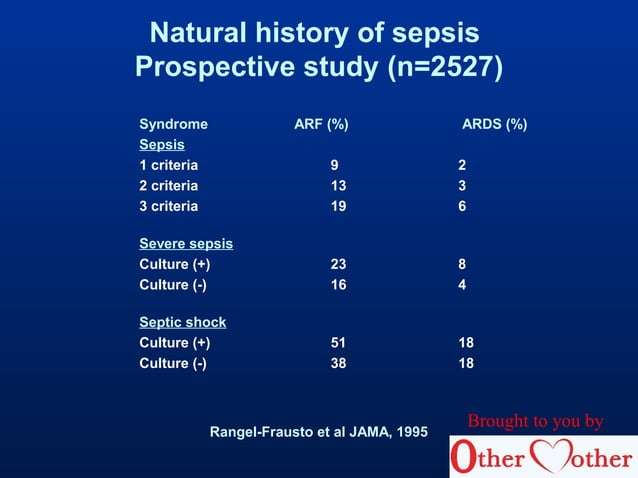 Natural history of sepsis
Prospective study (n=2527)
Syndrome ARF (%) ARDS (%)
Sepsis
1 criteria 9 2
2 criteria 13 3
3 criteria 19 6
Severe sepsis
Culture (+) 23 8
Culture (-) 16 4
Septic shock
Culture (+) 51 18
Culture (-) 38 18
Rangel-Frausto et al JAMA, 1995
Brought to you by
Other Mother